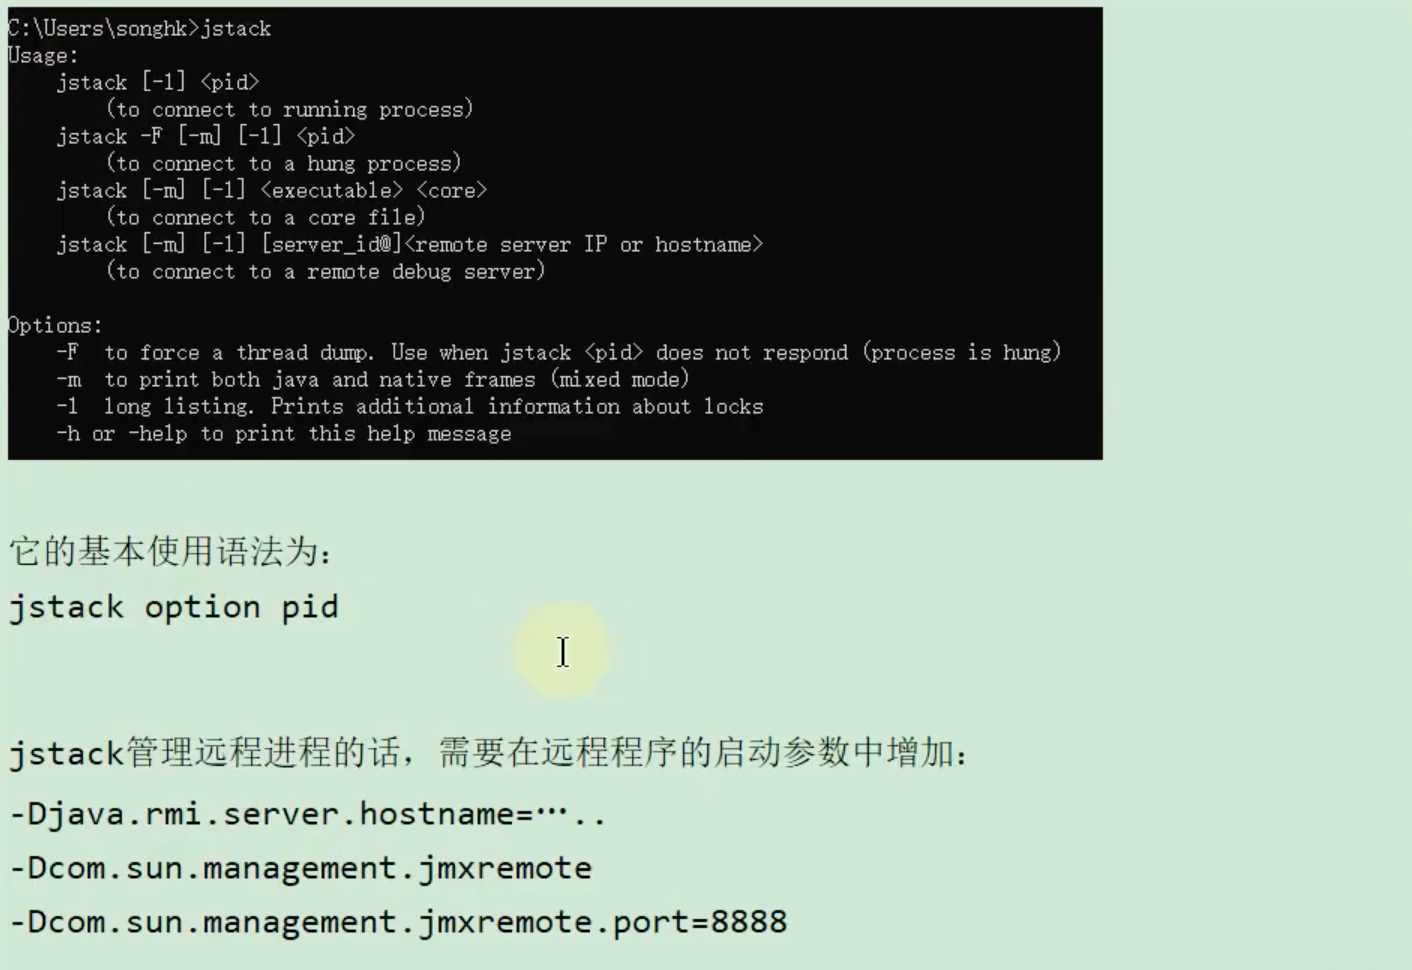 C:\Users\songhk>jstack
Usage:
    jstack [-l] <pid>
        (to connect to running process)
    jstack -F [-m] [-l] <pid>
        (to connect to a hung process)
    jstack [-m] [-l] <executable> <core>
        (to connect to a core file)
    jstack [-m] [-l] [server_id@]<remote server IP or hostname>
        (to connect to a remote debug server)
Options:
    -F  to force a thread dump. Use when jstack <pid> does not respond (process is hung)
    -m  to print both java and native frames (mixed mode)
    -l  long listing. Prints additional information about locks
    -h or -help to print this help message
它的基本使用语法为：
jstack option pid
jstack管理远程进程的话，需要在远程程序的启动参数中增加：
-Djava.rmi.server.hostname=…..
-Dcom.sun.management.jmxremote
-Dcom.sun.management.jmxremote.port=8888